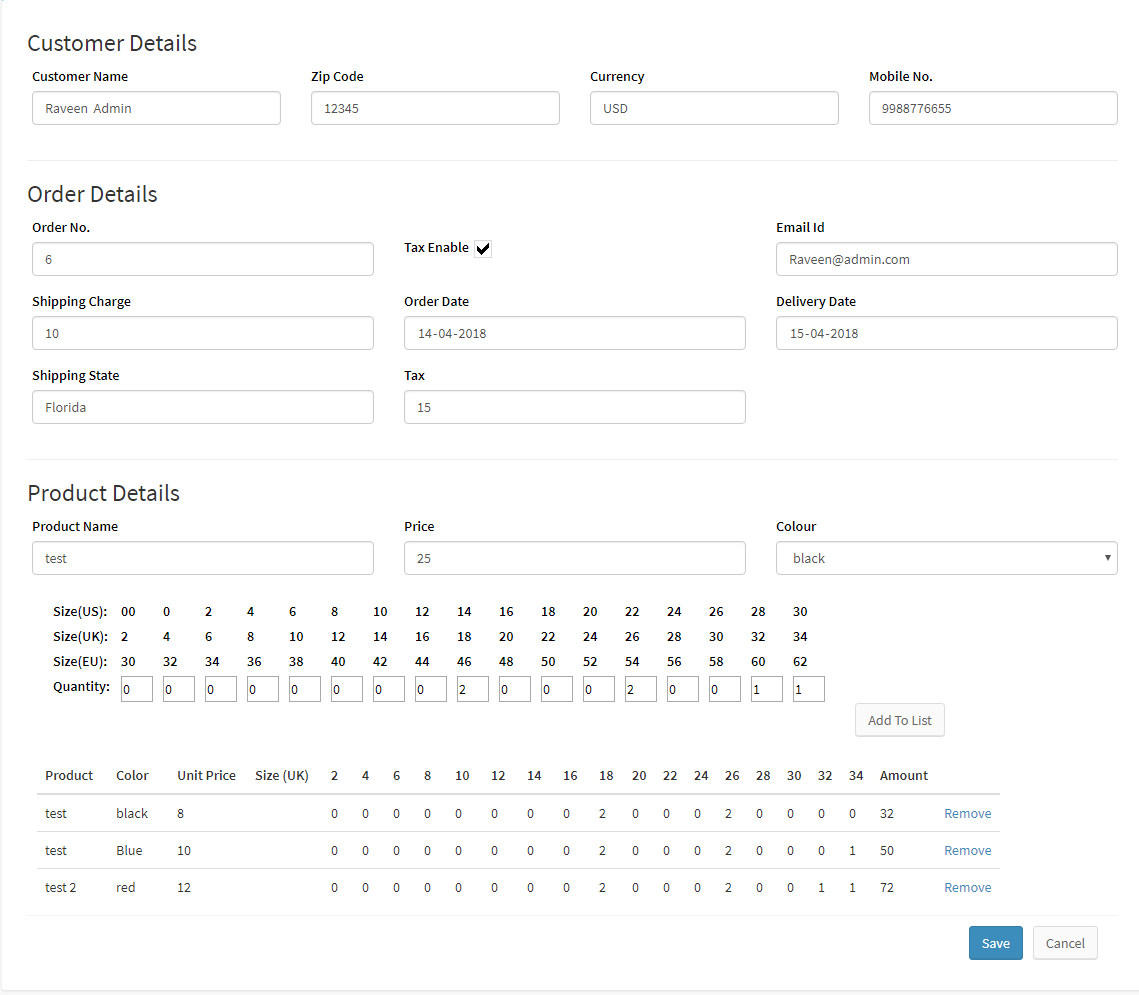 Customer Details
Customer Name Zip Code Currency Mobile No.
Raveen Admin 12345 USD 9988776655
Order Details
Order No. Tax Enable Email Id
6 Raveen@admin.com
Shipping Charge Order Date Delivery Date
10 14-04-2018 15-04-2018
Shipping State Tax
Florida 15
Product Details
Product Name Price Colour
test 25 black
Size(US): 00 0 2 4 6 8 10 12 14 16 18 20 22 24 26 28 30
Size(UK): 2 4 6 8 10 12 14 16 18 20 22 24 26 28 30 32 34
Size(EU): 30 32 34 36 38 40 42 44 46 48 50 52 54 56 58 60 62
Quantity: 0 0 0 0 0 0 0 0 2 0 0 0 2 0 0 1 1
Add To List
Product Color Unit Price Size (UK) 2 4 6 8 10 12 14 16 18 20 22 24 26 28 30 32 34 Amount
test black 8 0 0 0 0 0 0 0 0 2 0 0 0 2 0 0 0 0 32 Remove
test Blue 10 0 0 0 0 0 0 0 0 2 0 0 0 2 0 0 0 1 50 Remove
test 2 red 12 0 0 0 0 0 0 0 0 2 0 0 0 2 0 0 1 1 72 Remove
Save Cancel